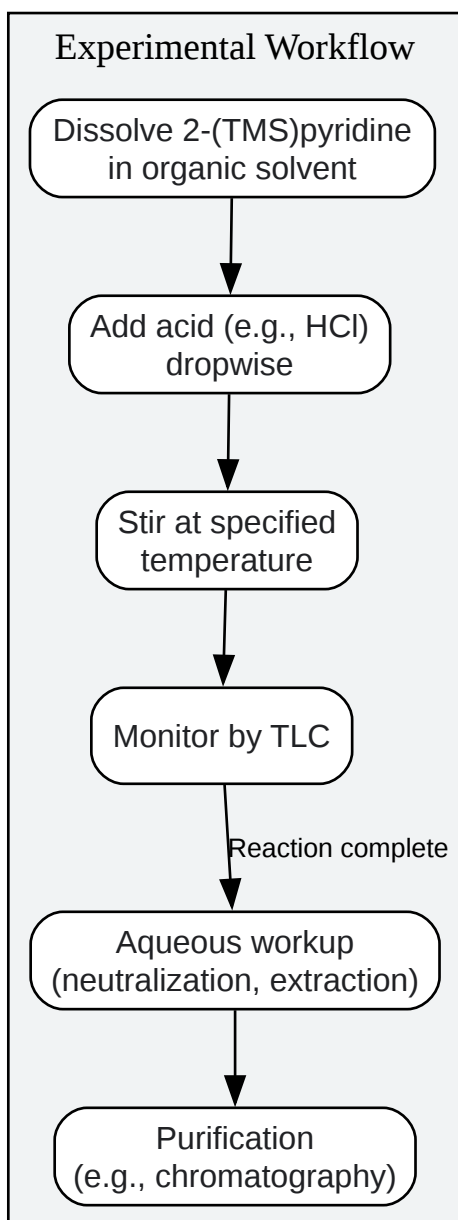 Experimental Workflow
Dissolve 2-(TMS)pyridine
in organic solvent
Add acid (e.g., HCl)
dropwise
Stir at specified
temperature
Monitor by TLC
Reaction complete
Aqueous workup
(neutralization, extraction)
Purification
(e.g., chromatography)